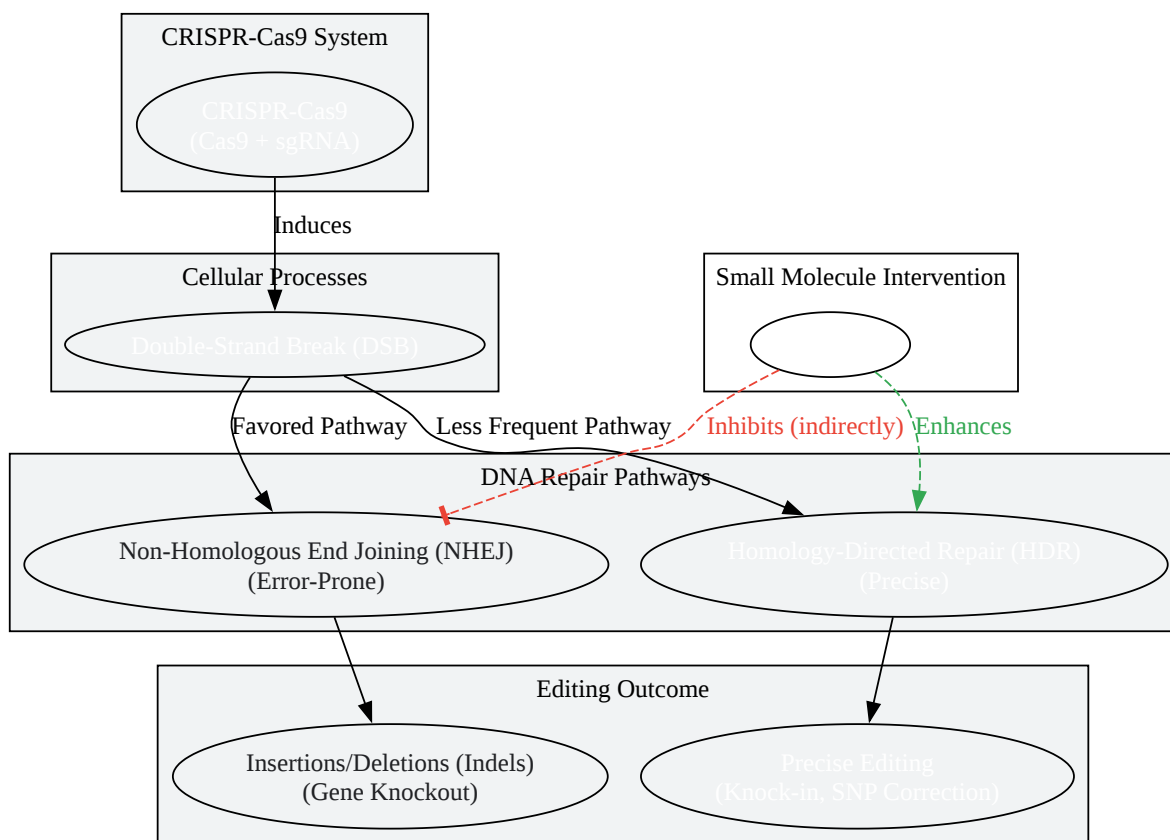 CRISPR-Cas9 System
CRISPR-Cas9
(Cas9 + sgRNA)
Induces
Cellular Processes
Small Molecule Intervention
Double-Strand Break (DSB)
Favored Pathway
Less Frequent Pathway
Inhibits (indirectly)
Enhances
DNA Repair Pathways
Non-Homologous End Joining (NHEJ)
(Error-Prone)
Homology-Directed Repair (HDR)
(Precise)
Editing Outcome
Insertions/Deletions (Indels)
(Gene Knockout)
Precise Editing
(Knock-in, SNP Correction)